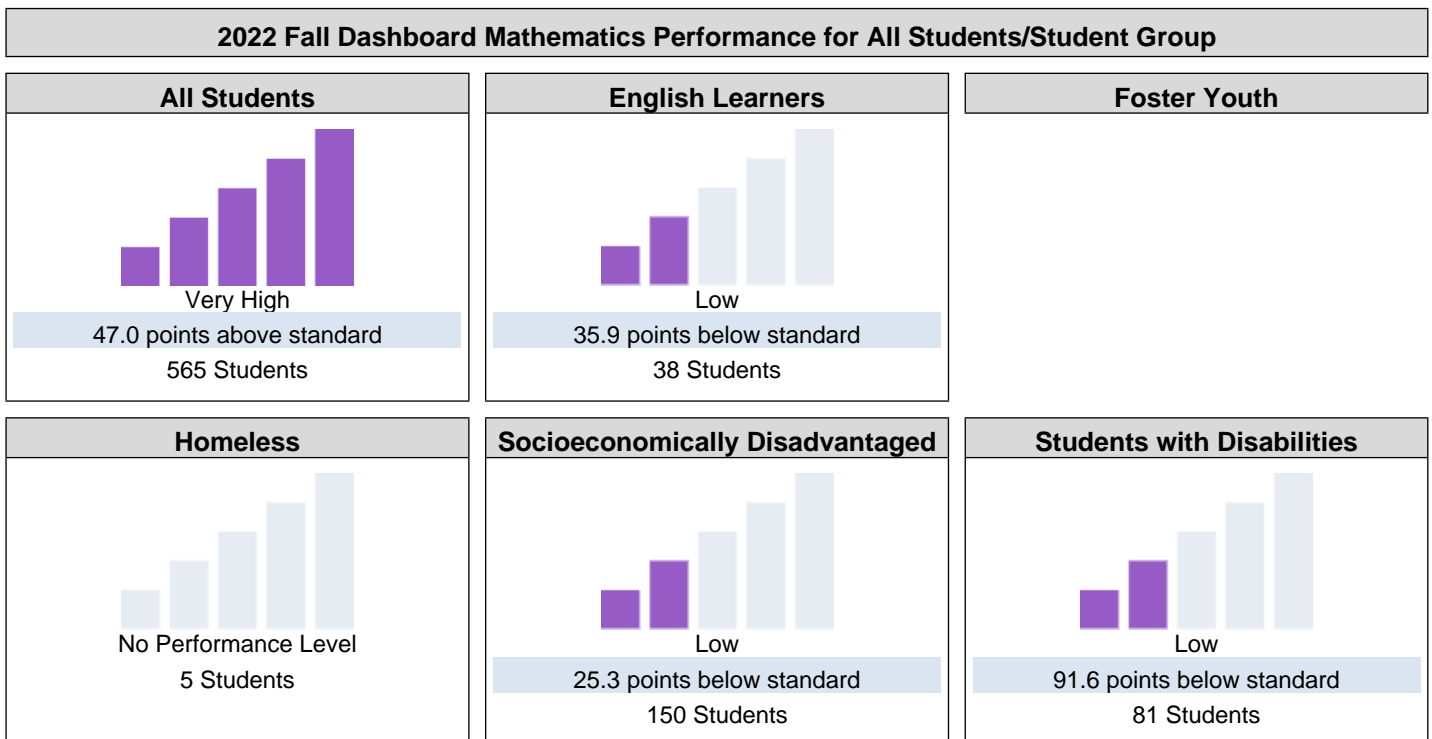 2022 Fall Dashboard Mathematics Performance for All Students/Student Group
All Students
Very High
47.0 points above standard
565 Students
English Learners
Low
35.9 points below standard
38 Students
Foster Youth
Homeless
No Performance Level
5 Students
Socioeconomically Disadvantaged
Low
25.3 points below standard
150 Students
Students with Disabilities
Low
91.6 points below standard
81 Students